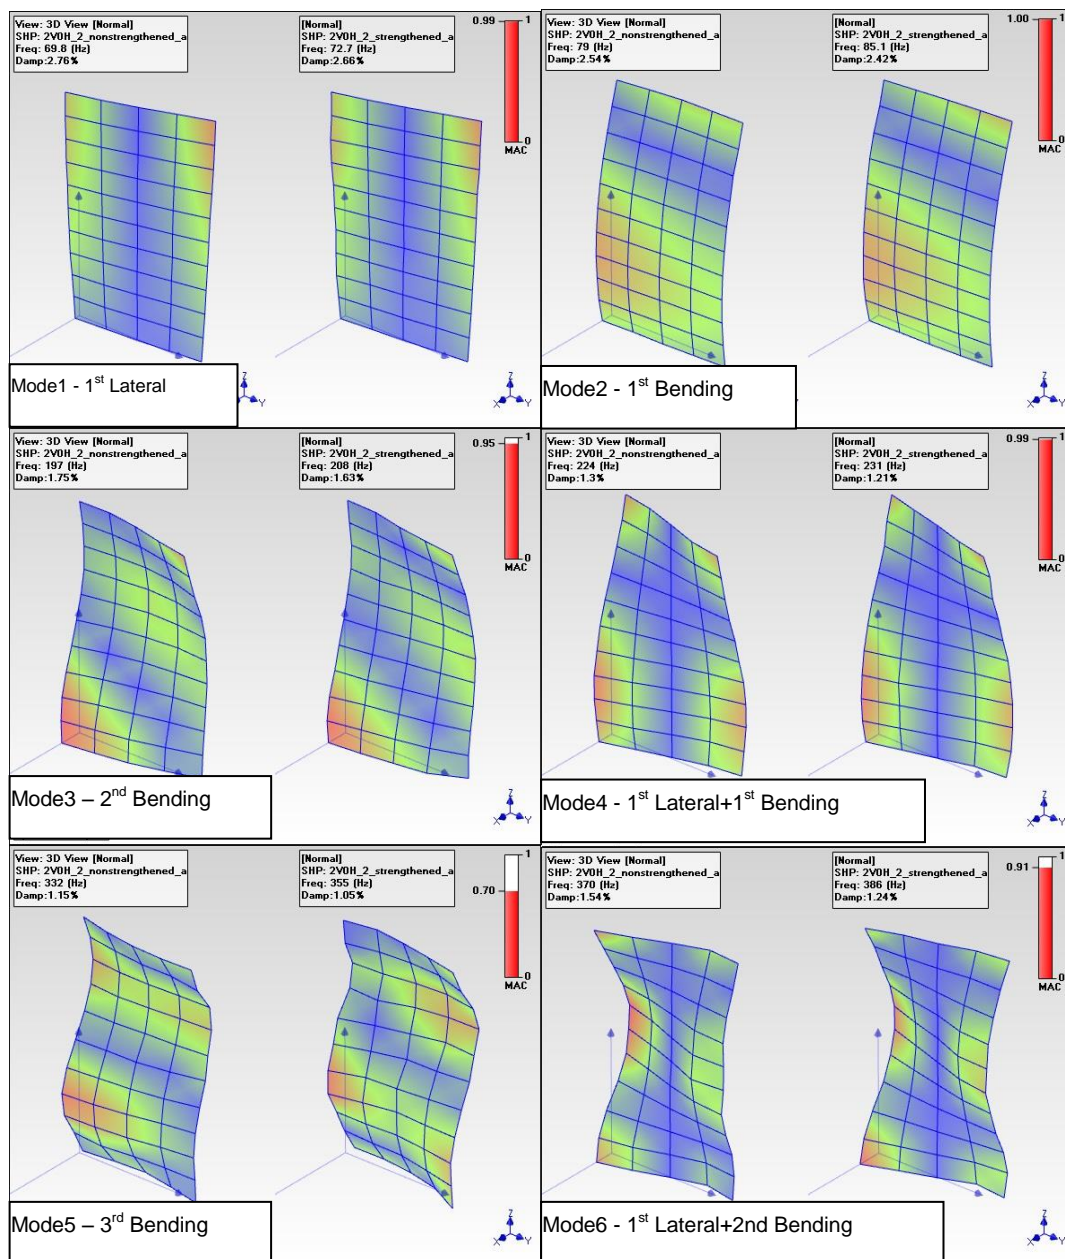 View: 3D View [Normal]
SHP: 2V0H_2_nonstrengthened_a
Freq: 69.8 (Hz)
Damp:2.76%
[Normal]
SHP: 2V0H_2_strengthened_a
Freq: 72.7 (Hz)
Damp:2.66%
0.99
1
0
MAC
Z
X
Y
Y
Mode1 - 1st Lateral
View: 3D View [Normal]
SHP: 2V0H_2_nonstrengthened_a
Freq: 79 (Hz)
Damp:2.54%
[Normal]
SHP: 2V0H_2_strengthened_a
Freq: 85.1 (Hz)
Damp:2.42%
1.00
1
0
MAC
Z
X
Y
Mode2 - 1st Bending
View: 3D View [Normal]
SHP: 2V0H_2_nonstrengthened_a
Freq: 197 (Hz)
Damp:1.75%
[Normal]
SHP: 2V0H_2_strengthened_a
Freq: 208 (Hz)
Damp:1.63%
0.95
1
0
MAC
Z
X
Y
Mode3 – 2nd Bending
View: 3D View [Normal]
SHP: 2V0H_2_nonstrengthened_a
Freq: 224 (Hz)
Damp:1.3%
[Normal]
SHP: 2V0H_2_strengthened_a
Freq: 231 (Hz)
Damp:1.21%
0.99
1
0
MAC
Z
X
Y
Mode4 - 1st Lateral+1st Bending
View: 3D View [Normal]
SHP: 2V0H_2_nonstrengthened_a
Freq: 332 (Hz)
Damp:1.15%
[Normal]
SHP: 2V0H_2_strengthened_a
Freq: 355 (Hz)
Damp:1.05%
0.70
1
0
MAC
Z
X
Y
Mode5 – 3rd Bending
View: 3D View [Normal]
SHP: 2V0H_2_nonstrengthened_a
Freq: 370 (Hz)
Damp:1.54%
[Normal]
SHP: 2V0H_2_strengthened_a
Freq: 386 (Hz)
Damp:1.24%
0.91
1
0
MAC
Z
X
Y
Mode6 - 1st Lateral+2nd Bending